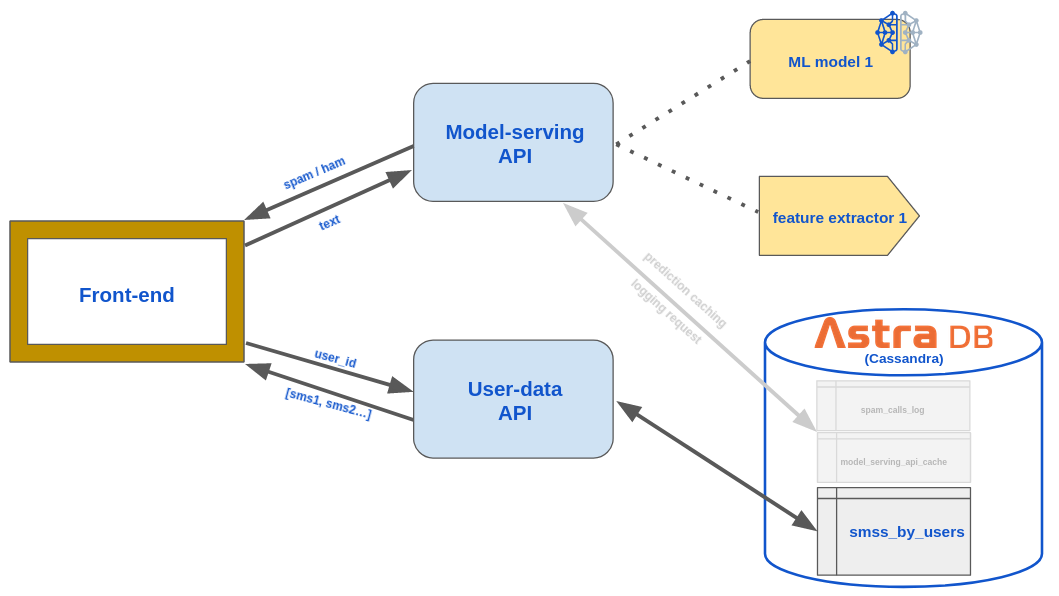 ML model 1
Model-serving
API
spam / ham
text
feature extractor 1
Front-end
prediction caching
logging request
Astra DB
(Cassandra)
user_id
[sms1, sms2...]
User-data
API
spam_calls_log
model_serving_api_cache
smss_by_users